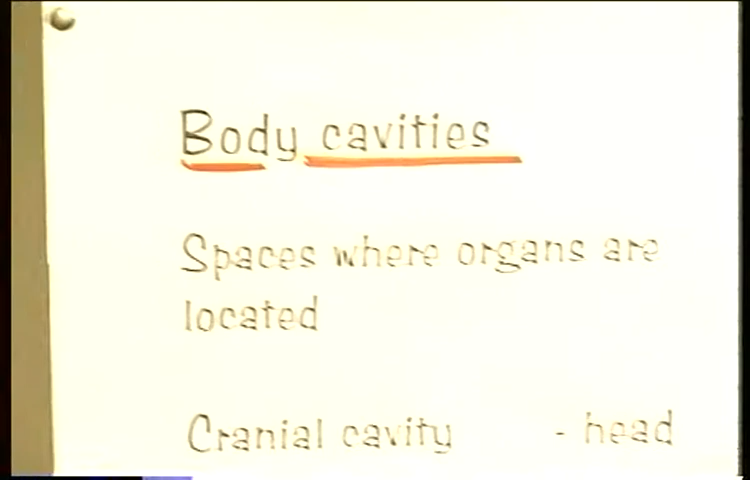 Body cavities
Spaces where organs are
located
Cranial cavity - head